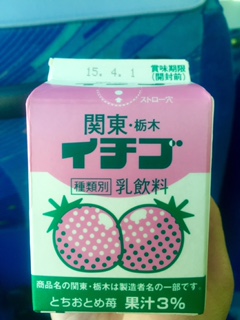 15.4.1
賞味期限
(開封前)
ストロー穴
関東・栃木
イチゴ
種類別 乳飲料
商品名の関東・栃木は製造者名の一部です。
とちおとめ苺 果汁3%